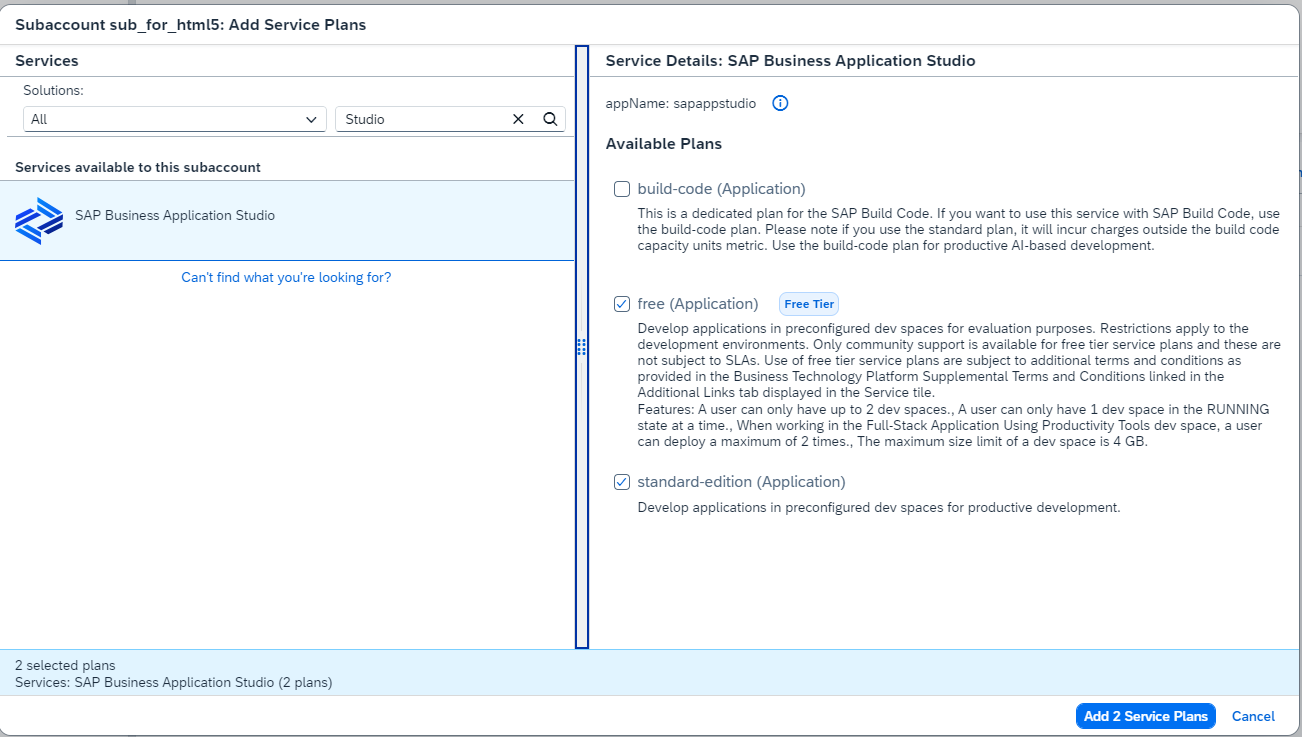 Subaccount sub_for_html5: Add Service Plans
Services
Solutions:
All
Studio
Services available to this subaccount
SAP Business Application Studio
Can't find what you're looking for?
Service Details: SAP Business Application Studio
appName: sapappstudio
Available Plans
build-code (Application)
This is a dedicated plan for the SAP Build Code. If you want to use this service with SAP Build Code, use
the build-code plan. Please note if you use the standard plan, it will incur charges outside the build code
capacity units metric. Use the build-code plan for productive AI-based development.
free (Application) Free Tier
Develop applications in preconfigured dev spaces for evaluation purposes. Restrictions apply to the
development environments. Only community support is available for free tier service plans and these are
not subject to SLAs. Use of free tier service plans are subject to additional terms and conditions as
provided in the Business Technology Platform Supplemental Terms and Conditions linked in the
Additional Links tab displayed in the Service tile.
Features: A user can only have up to 2 dev spaces., A user can only have 1 dev space in the RUNNING
state at a time., When working in the Full-Stack Application Using Productivity Tools dev space, a user
can deploy a maximum of 2 times., The maximum size limit of a dev space is 4 GB.
standard-edition (Application)
Develop applications in preconfigured dev spaces for productive development.
2 selected plans
Services: SAP Business Application Studio (2 plans)
Add 2 Service Plans
Cancel